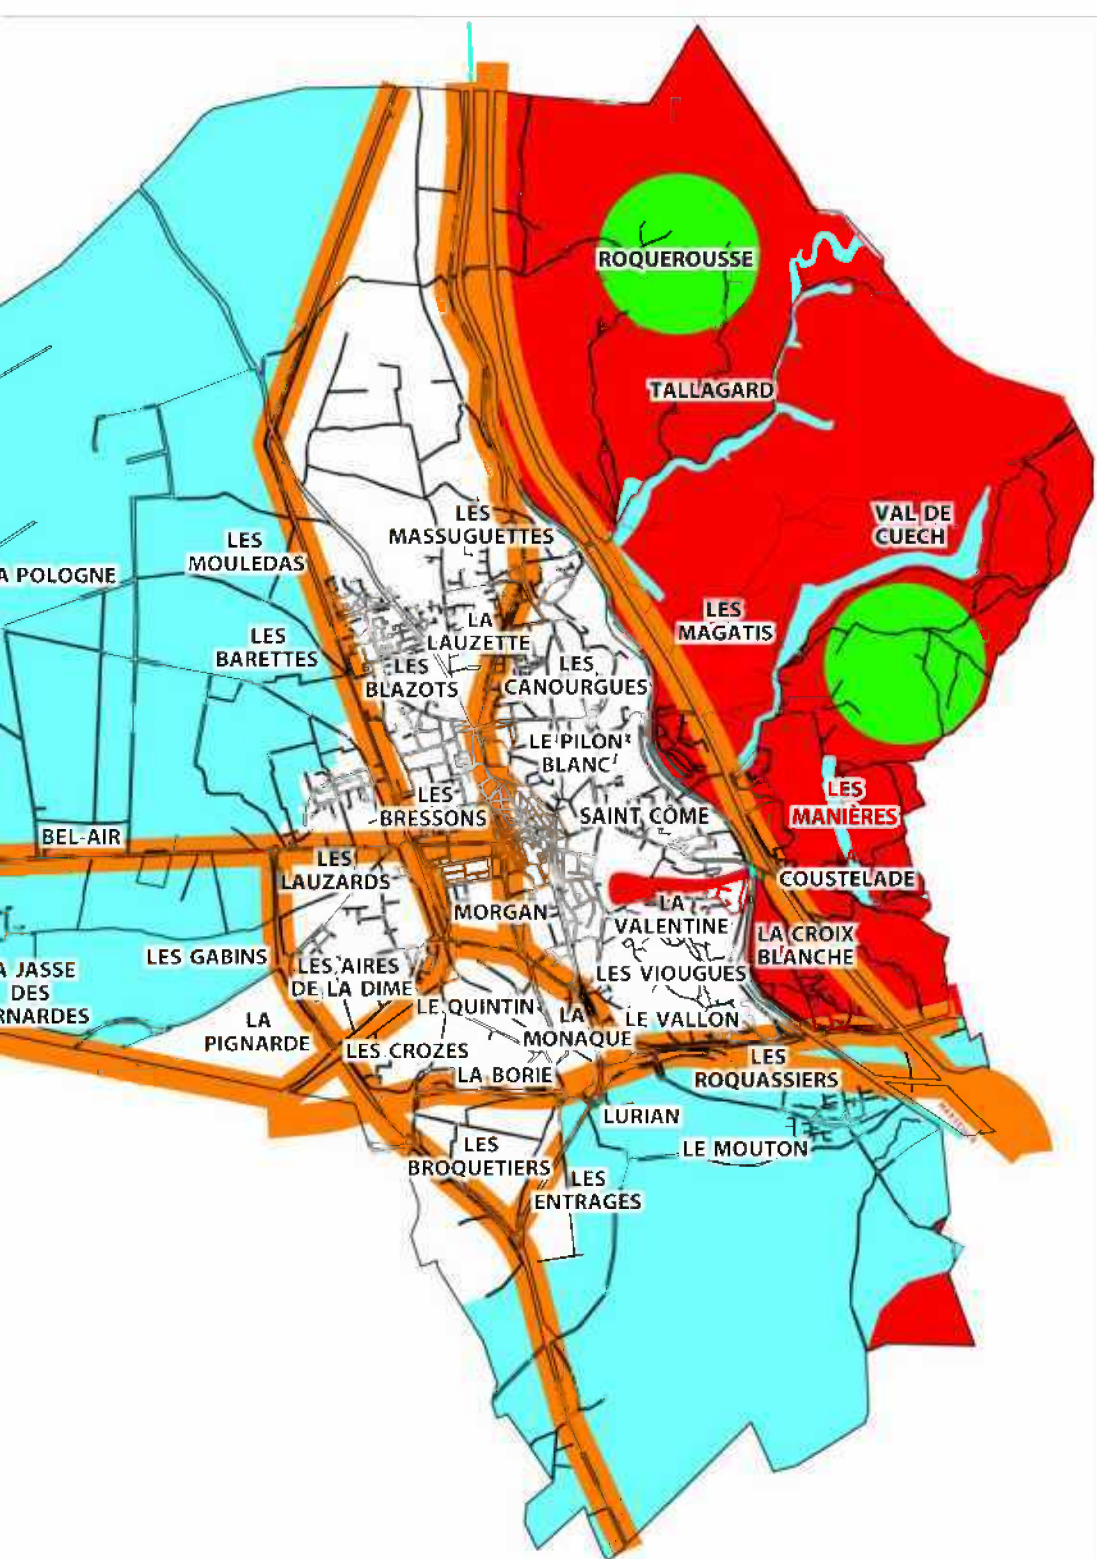 ROQUEROUSSE
TALLAGARD
LES
MASSUGUETTES
VAL DE
CUECH
LES
MOULEDAS
A POLOGNE
LES
MAGATIS
LA
LAUZETTE
LES
BARETTES
LES
BLAZOTS
LES
CANOURGUES
LE PILON
BLANC
LES
BRESSONS
SAINT CÔME
LES
MANIÈRES
BEL-AIR
LES
LAUZARDS
COUSTELADE
MORGAN
LA
VALENTINE
LA CROIX
BLANCHE
LES GABINS
LES AIRES
DE LA DIME
LES VIOUGUES
A JASSE
DES
RNARDES
LE QUINTIN
LA
MONAQUE
LE VALLON
LA
PIGNARDE
LES CROZES
LA BORIE
LES
ROQUASSIERS
LURIAN
LE MOUTON
LES
BROQUETIERS
LES
ENTRAGES